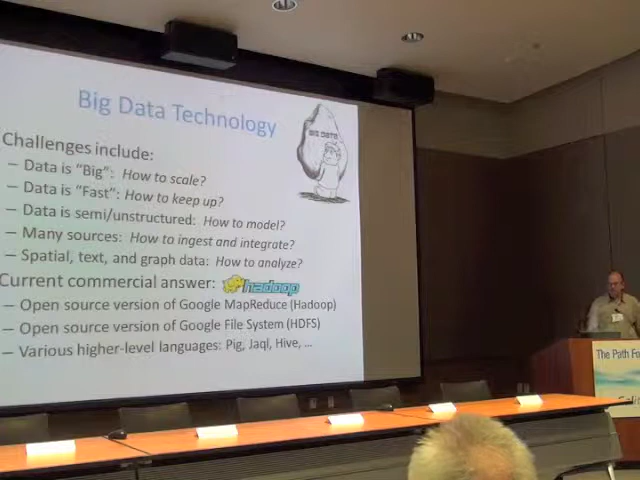 Big Data Technology
BIG DATA
Challenges include:
– Data is “Big”: How to scale?
– Data is “Fast”: How to keep up?
– Data is semi/unstructured: How to model?
– Many sources: How to ingest and integrate?
– Spatial, text, and graph data: How to analyze?
Current commercial answer: hadoop
– Open source version of Google MapReduce (Hadoop)
– Open source version of Google File System (HDFS)
– Various higher-level languages: Pig, Jaql, Hive, ...
The Path Fo